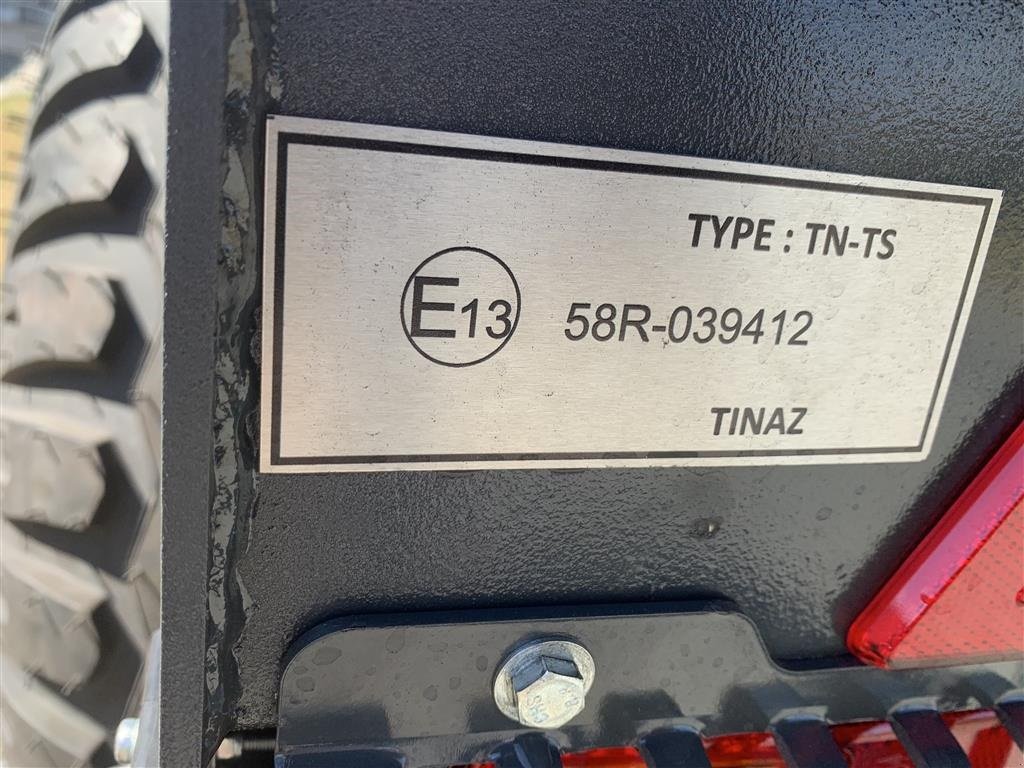 TYPE : TN-TS
E13 58R-039412
TINAZ